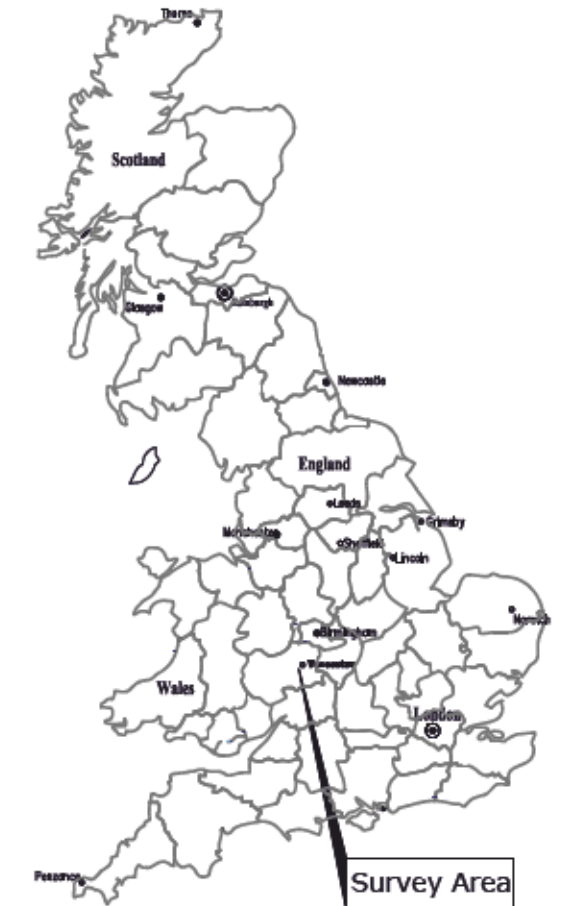 Thurso
Scotland
Edinburgh
Glasgow
Newcastle
England
Leeds
Grimsby
Manchester
Sheffield
Lincoln
Norwich
Birmingham
Worcester
Wales
London
Penzance
Survey Area